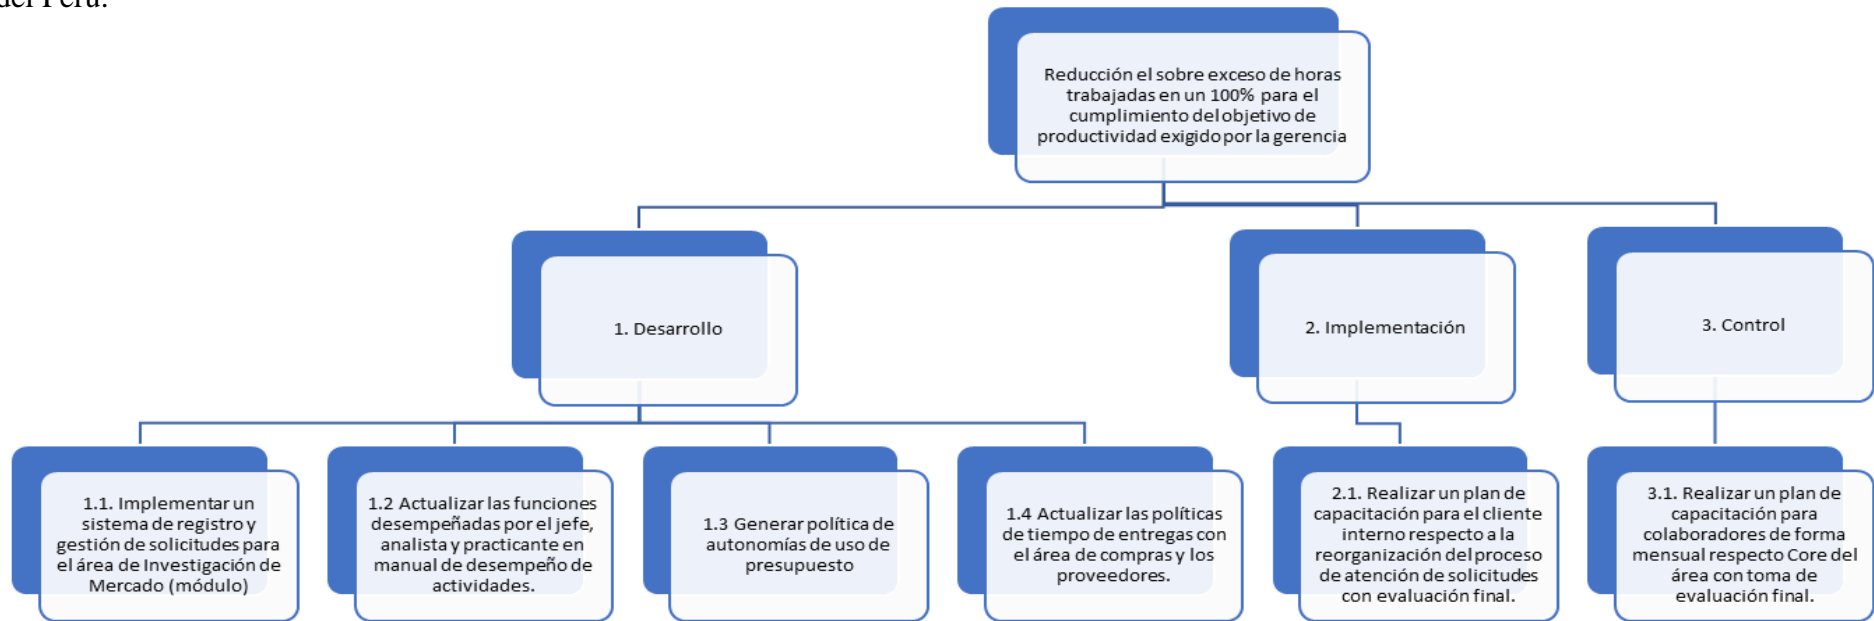 del Perú.
Reducción el sobre exceso de horas
trabajadas en un 100% para el
cumplimiento del objetivo de
productividad exigido por la gerencia
1. Desarrollo
2. Implementación
3. Control
1.1. Implementar un
sistema de registro y
gestión de solicitudes para
el área de Investigación de
Mercado (módulo)
1.2 Actualizar las funciones
desempeñadas por el jefe,
analista y practicante en
manual de desempeño de
actividades.
1.3 Generar política de
autonomías de uso de
presupuesto
1.4 Actualizar las políticas
de tiempo de entregas con
el área de compras y los
proveedores.
2.1. Realizar un plan de
capacitación para el cliente
interno respecto a la
reorganización del proceso
de atención de solicitudes
con evaluación final.
3.1. Realizar un plan de
capacitación para
colaboradores de forma
mensual respecto Core del
área con toma de
evaluación final.